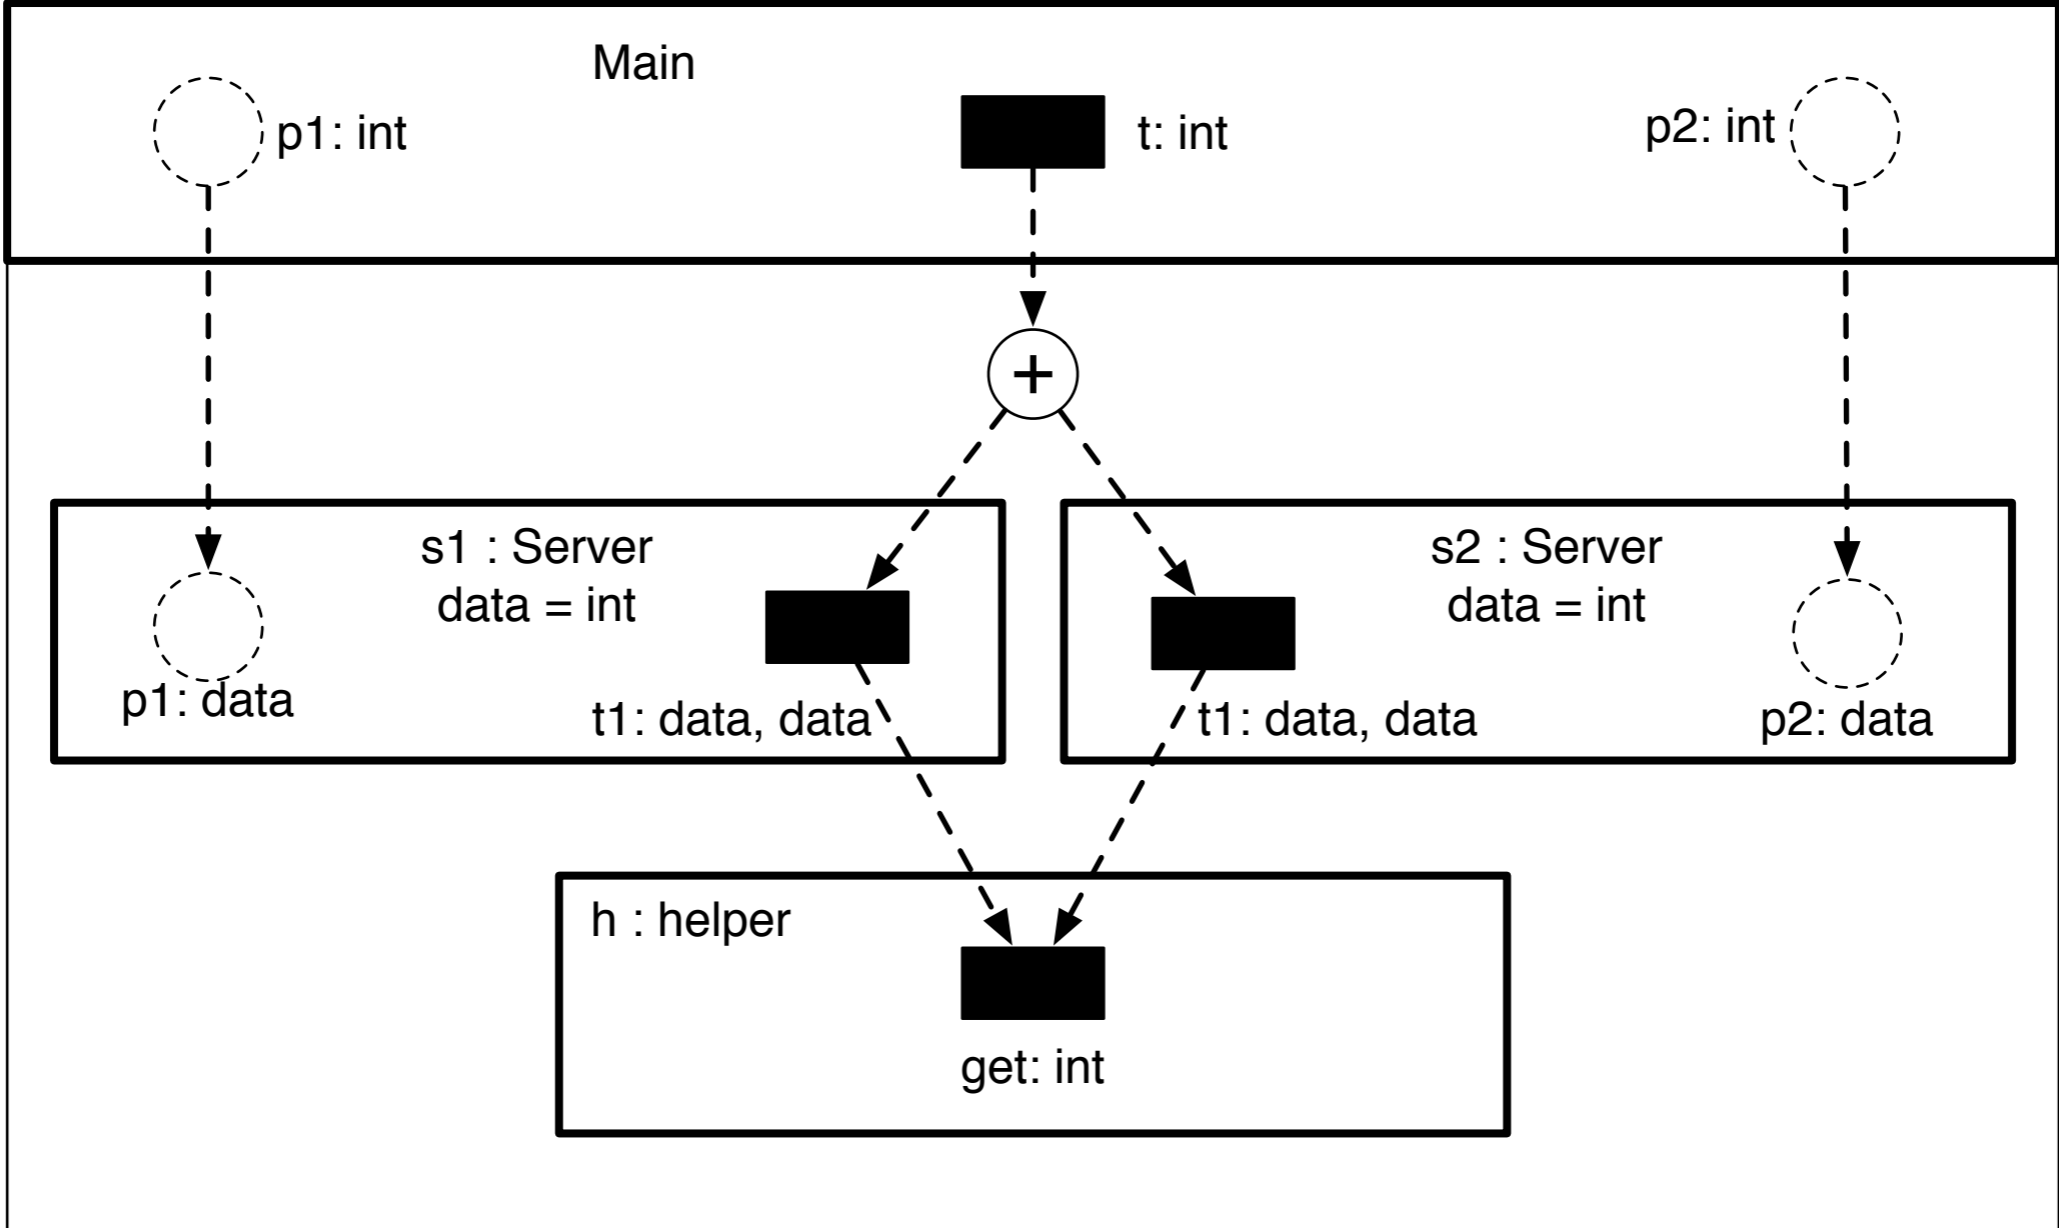 Main
p1: int
t: int
p2: int
+
s1 : Server
data = int
p1: data
t1: data, data
s2 : Server
data = int
t1: data, data
p2: data
h : helper
get: int